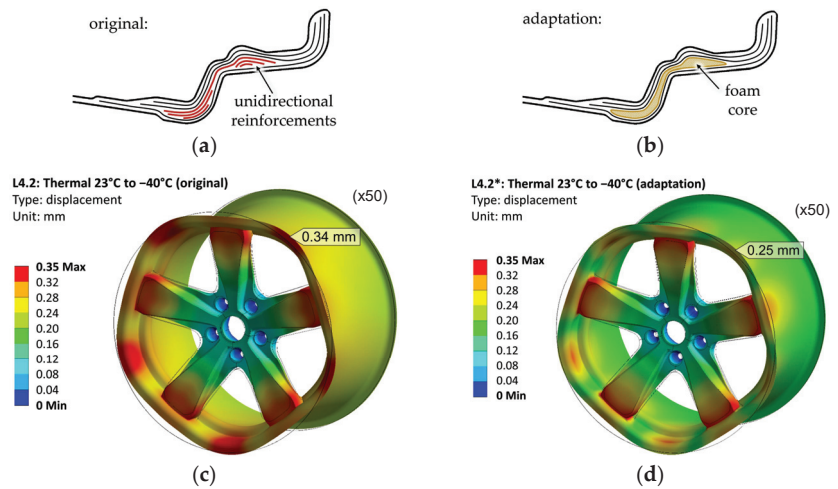 original:
unidirectional
reinforcements
(a)
adaptation:
foam
core
(b)
L4.2: Thermal 23°C to −40°C (original)
Type: displacement
Unit: mm
(x50)
0.34 mm
0.35 Max
0.32
0.28
0.24
0.20
0.16
0.12
0.08
0.04
0 Min
(c)
L4.2*: Thermal 23°C to −40°C (adaptation)
Type: displacement
Unit: mm
(x50)
0.25 mm
0.35 Max
0.32
0.28
0.24
0.20
0.16
0.12
0.08
0.04
0 Min
(d)